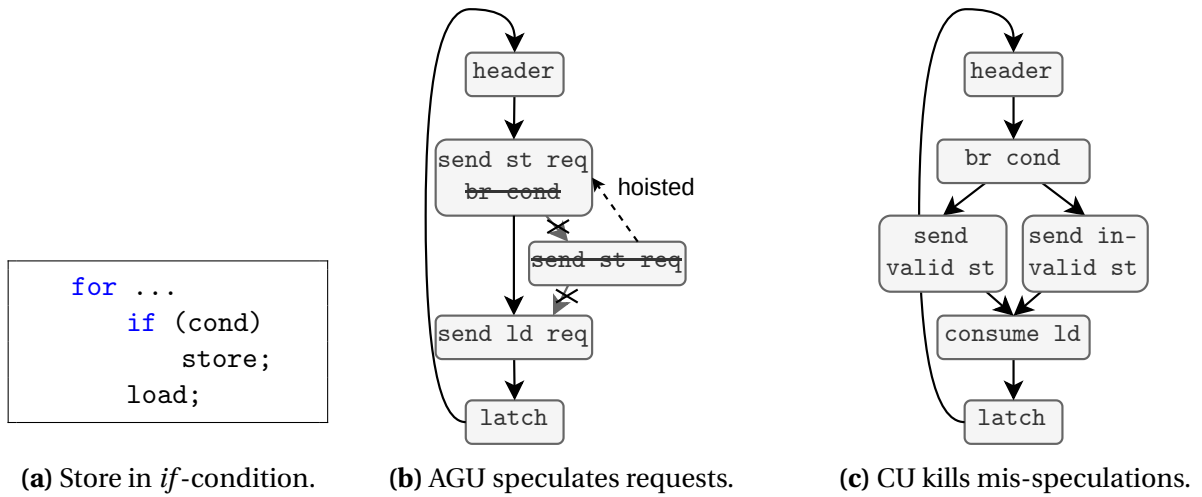 for ...
if (cond)
store;
load;
(a) Store in if-condition.
header
send st req
br cond
hoisted
send st req
send ld req
latch
(b) AGU speculates requests.
header
br cond
send
valid st
send in-
valid st
consume ld
latch
(c) CU kills mis-speculations.